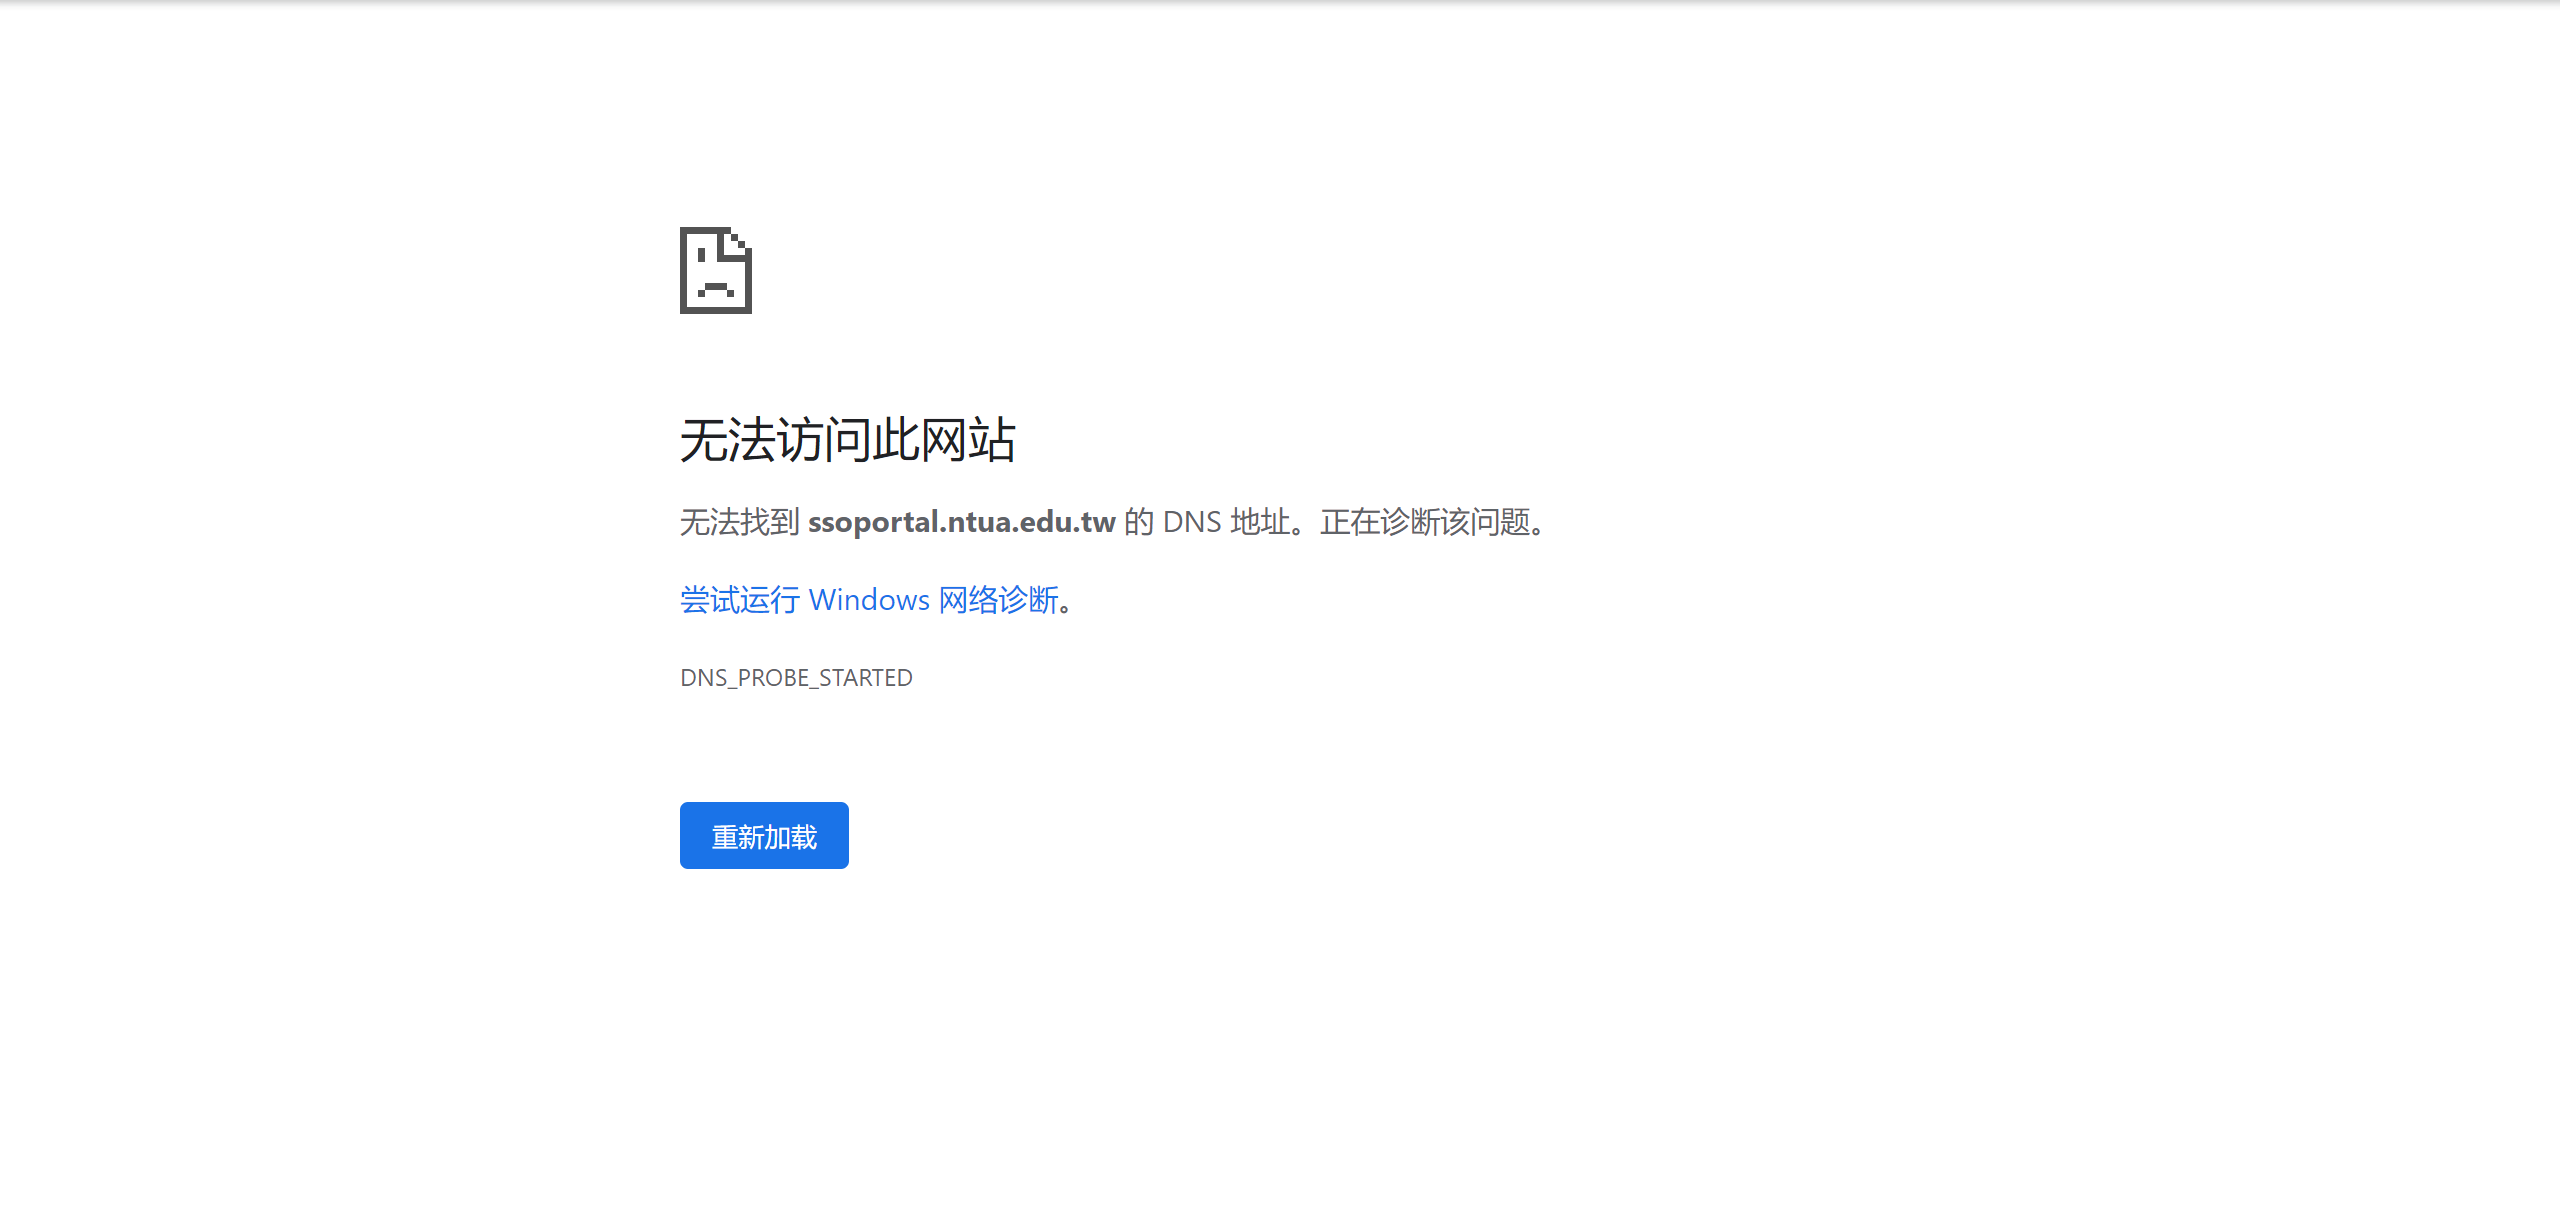 无法访问此网站
无法找到 ssoportal.ntua.edu.tw 的 DNS 地址。正在诊断该问题。
尝试运行 Windows 网络诊断。
DNS_PROBE_STARTED
重新加载